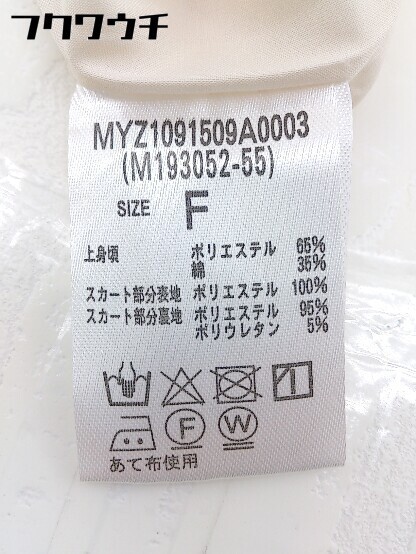 フクワウチ
MYZ1091509A0003
(M193052-55)
SIZE F
上身頃 ポリエステル 65%
綿 35%
スカート部分表地 ポリエステル 100%
スカート部分裏地 ポリエステル 95%
ポリウレタン 5%
F W
あて布使用